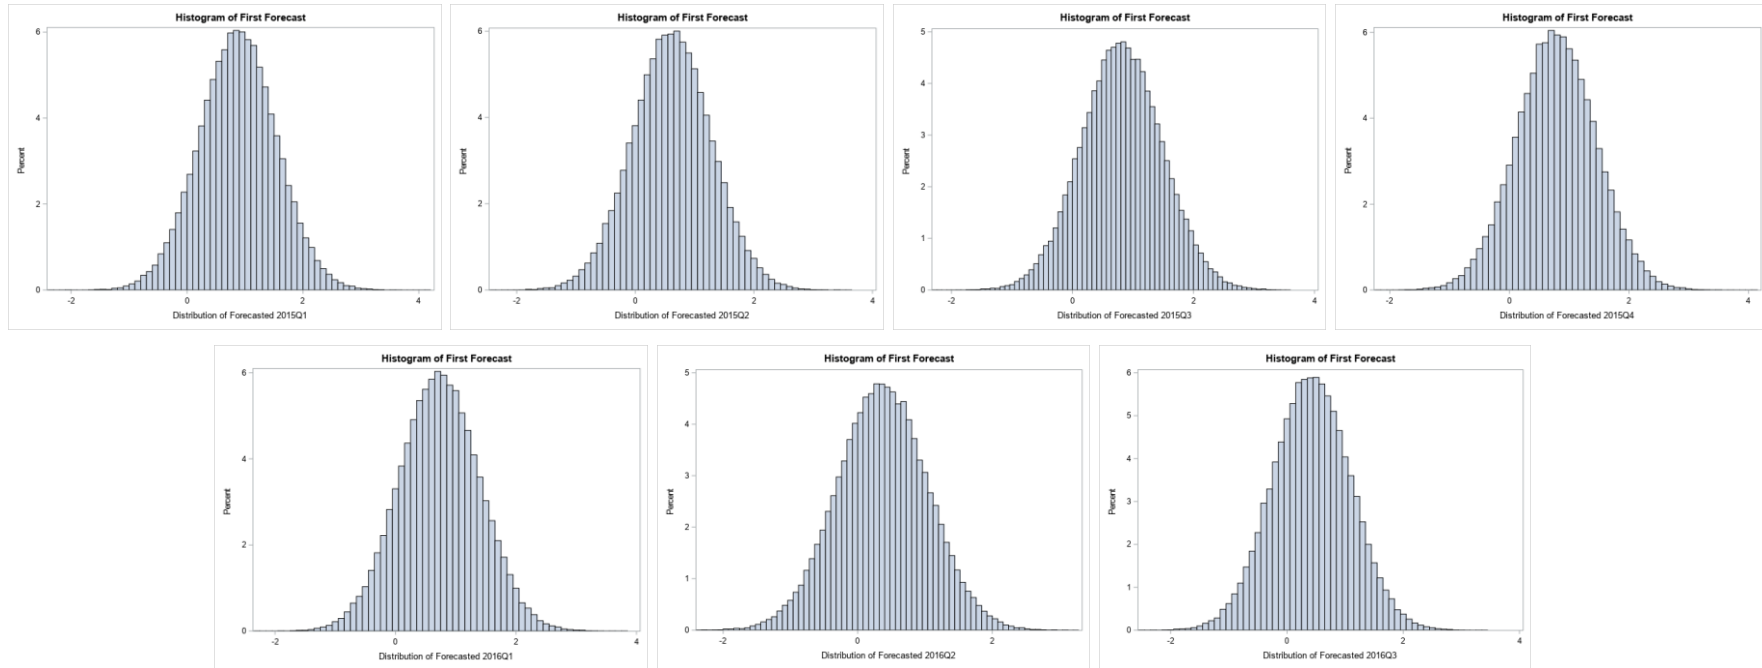 Histogram of First Forecast
6
4
2
0
Percent
-2 0 2 4
Distribution of Forecasted 2015Q1
Histogram of First Forecast
6
4
2
0
Percent
-2 0 2 4
Distribution of Forecasted 2015Q2
Histogram of First Forecast
5
4
3
2
1
0
Percent
-2 0 2 4
Distribution of Forecasted 2015Q3
Histogram of First Forecast
6
4
2
0
Percent
-2 0 2 4
Distribution of Forecasted 2015Q4
Histogram of First Forecast
6
4
2
0
Percent
-2 0 2 4
Distribution of Forecasted 2016Q1
Histogram of First Forecast
5
4
3
2
1
0
Percent
-2 0 2
Distribution of Forecasted 2016Q2
Histogram of First Forecast
6
5
4
3
2
1
0
Percent
-2 0 2 4
Distribution of Forecasted 2016Q3